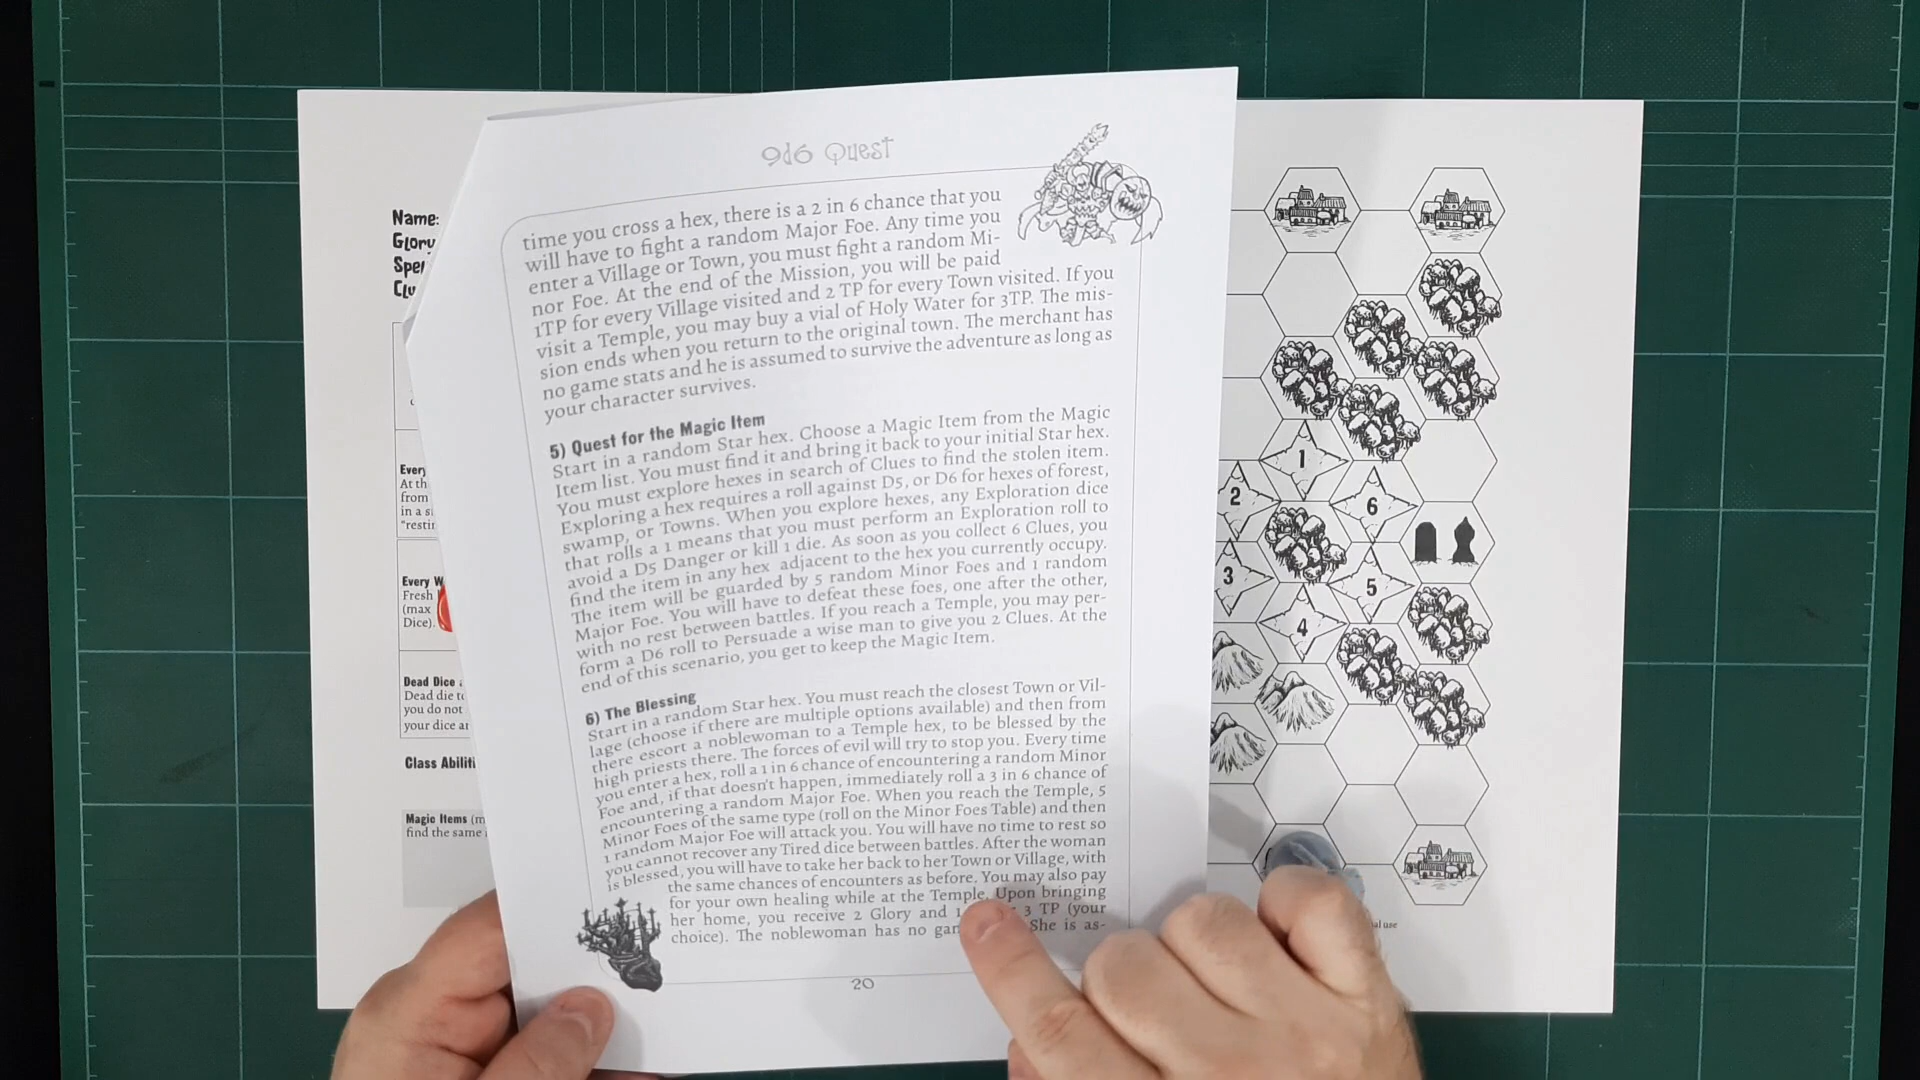 9d6 Quest
time you cross a hex, there is a 2 in 6 chance that you
will have to fight a random Major Foe. Any time you
enter a Village or Town, you must fight a random Mi-
nor Foe. At the end of the Mission, you will be paid
1TP for every Village visited and 2 TP for every Town visited. If you
visit a Temple, you may buy a vial of Holy Water for 3TP. The mis-
sion ends when you return to the original town. The merchant has
no game stats and he is assumed to survive the adventure as long as
your character survives.
5) Quest for the Magic Item
Start in a random Star hex. Choose a Magic Item from the Magic
Item list. You must find it and bring it back to your initial Star hex.
You must explore hexes in search of Clues to find the stolen item.
Exploring a hex requires a roll against D5, or D6 for hexes of forest,
swamp, or Towns. When you explore hexes, any Exploration dice
that rolls a 1 means that you must perform an Exploration roll to
avoid a D5 Danger or kill 1 die. As soon as you collect 6 Clues, you
find the item in any hex adjacent to the hex you currently occupy.
The item will be guarded by 5 random Minor Foes and 1 random
Major Foe. You will have to defeat these foes, one after the other,
with no rest between battles. If you reach a Temple, you may per-
form a D6 roll to Persuade a wise man to give you 2 Clues. At the
end of this scenario, you get to keep the Magic Item.
6) The Blessing
Start in a random Star hex. You must reach the closest Town or Vil-
lage (choose if there are multiple options available) and then from
there escort a noblewoman to a Temple hex, to be blessed by the
high priests there. The forces of evil will try to stop you. Every time
you enter a hex, roll a 1 in 6 chance of encountering a random Minor
Foe and, if that doesn't happen, immediately roll a 3 in 6 chance of
encountering a random Major Foe. When you reach the Temple, 5
Minor Foes of the same type (roll on the Minor Foes Table) and then
1 random Major Foe will attack you. You will have no time to rest so
you cannot recover any Tired dice between battles. After the woman
is blessed, you will have to take her back to her Town or Village, with
the same chances of encounters as before. You may also pay
for your own healing while at the Temple. Upon bringing
her home, you receive 2 Glory and 1 3 TP (your
choice). The noblewoman has no She is as-
20
Name:
Glory
Every
At th
from
in a
Every
Fresh
(max
Dice).
Dead Dice
Dead die
you do not
your dice
Class
Magic Items
find the same
1
2
6
3
5
4
use